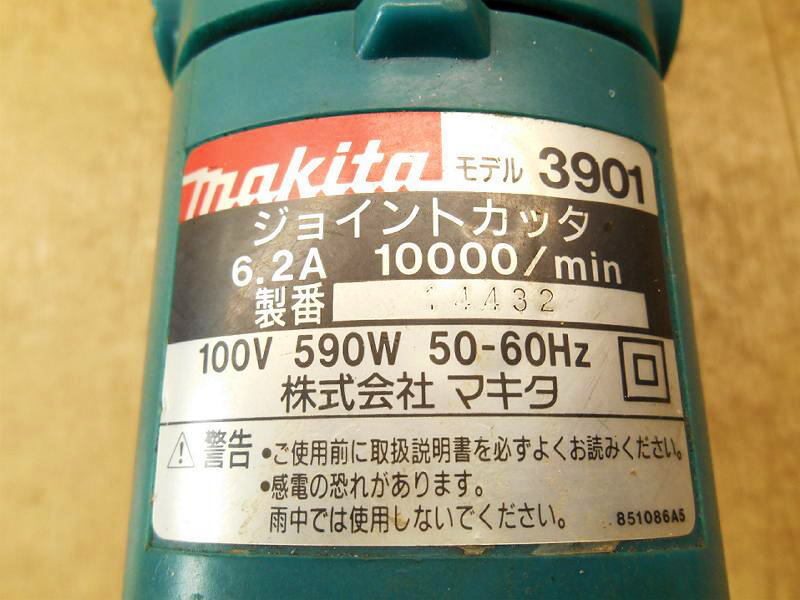 makita モデル 3901
ジョイントカッタ
6.2A 10000/min
製番 14432
100V 590W 50-60Hz
株式会社 マキタ
警告 •ご使用前に取扱説明書を必ずよくお読みください。
•感電の恐れがあります。
雨中では使用しないでください。 851086A5